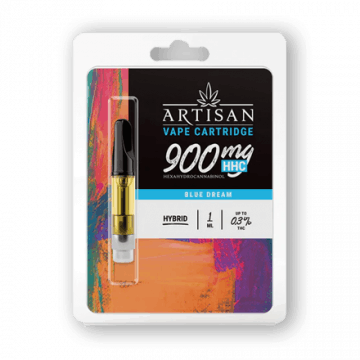 ARTISAN
VAPE CARTRIDGE
900mg
HHC
HEXAHYDROCANNABINOL
BLUE DREAM
HYBRID
1
ML
UP TO
0.3%
THC